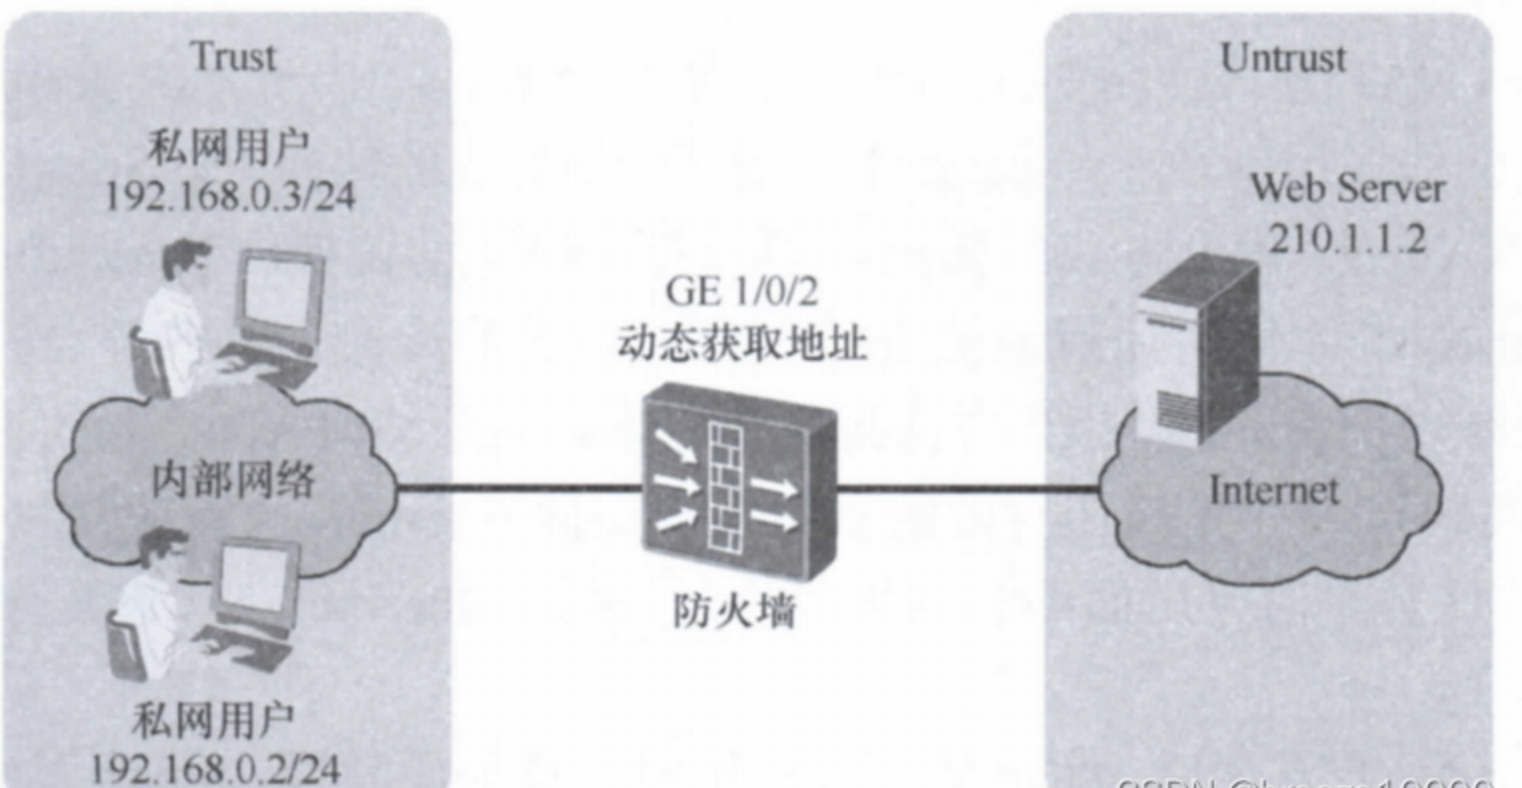 Trust
私网用户
192.168.0.3/24
内部网络
私网用户
192.168.0.2/24
GE 1/0/2
动态获取地址
防火墙
Untrust
Web Server
210.1.1.2
Internet